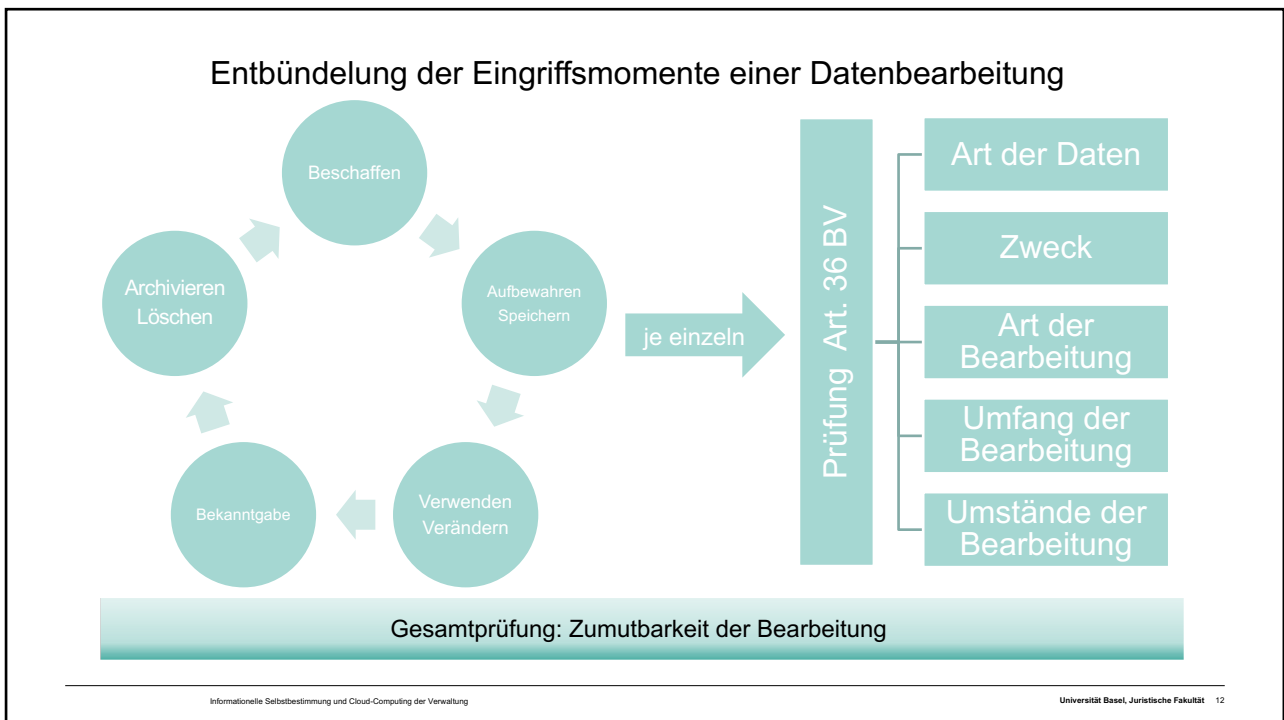 Entbündelung der Eingriffsmomente einer Datenbearbeitung
Beschaffen
Aufbewahren
Speichern
Verwenden
Verändern
Bekanntgabe
Archivieren
Löschen
je einzeln
Prüfung Art. 36 BV
Art der Daten
Zweck
Art der
Bearbeitung
Umfang der
Bearbeitung
Umstände der
Bearbeitung
Gesamtprüfung: Zumutbarkeit der Bearbeitung
Informationelle Selbstbestimmung und Cloud-Computing der Verwaltung
Universität Basel, Juristische Fakultät 12